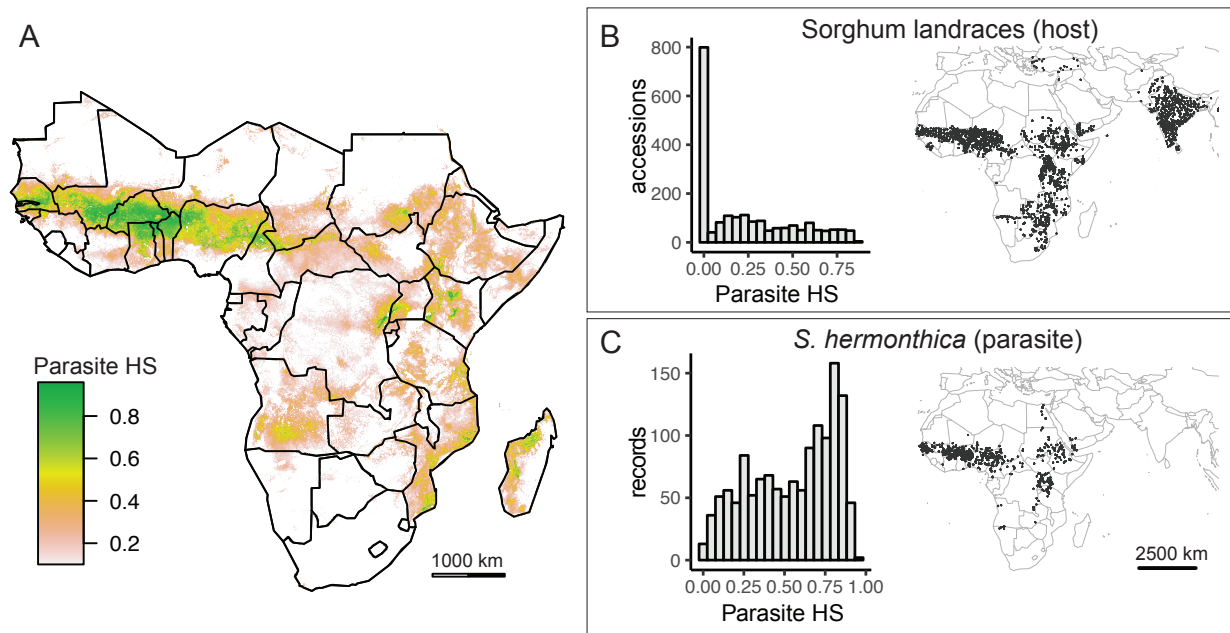 A
Parasite HS
0.8
0.6
0.4
0.2
1000 km
B
Sorghum landraces (host)
800
600
400
200
0
accessions
0.00 0.25 0.50 0.75
Parasite HS
C
S. hermonthica (parasite)
150
100
50
0
records
0.00 0.25 0.50 0.75 1.00
Parasite HS
2500 km